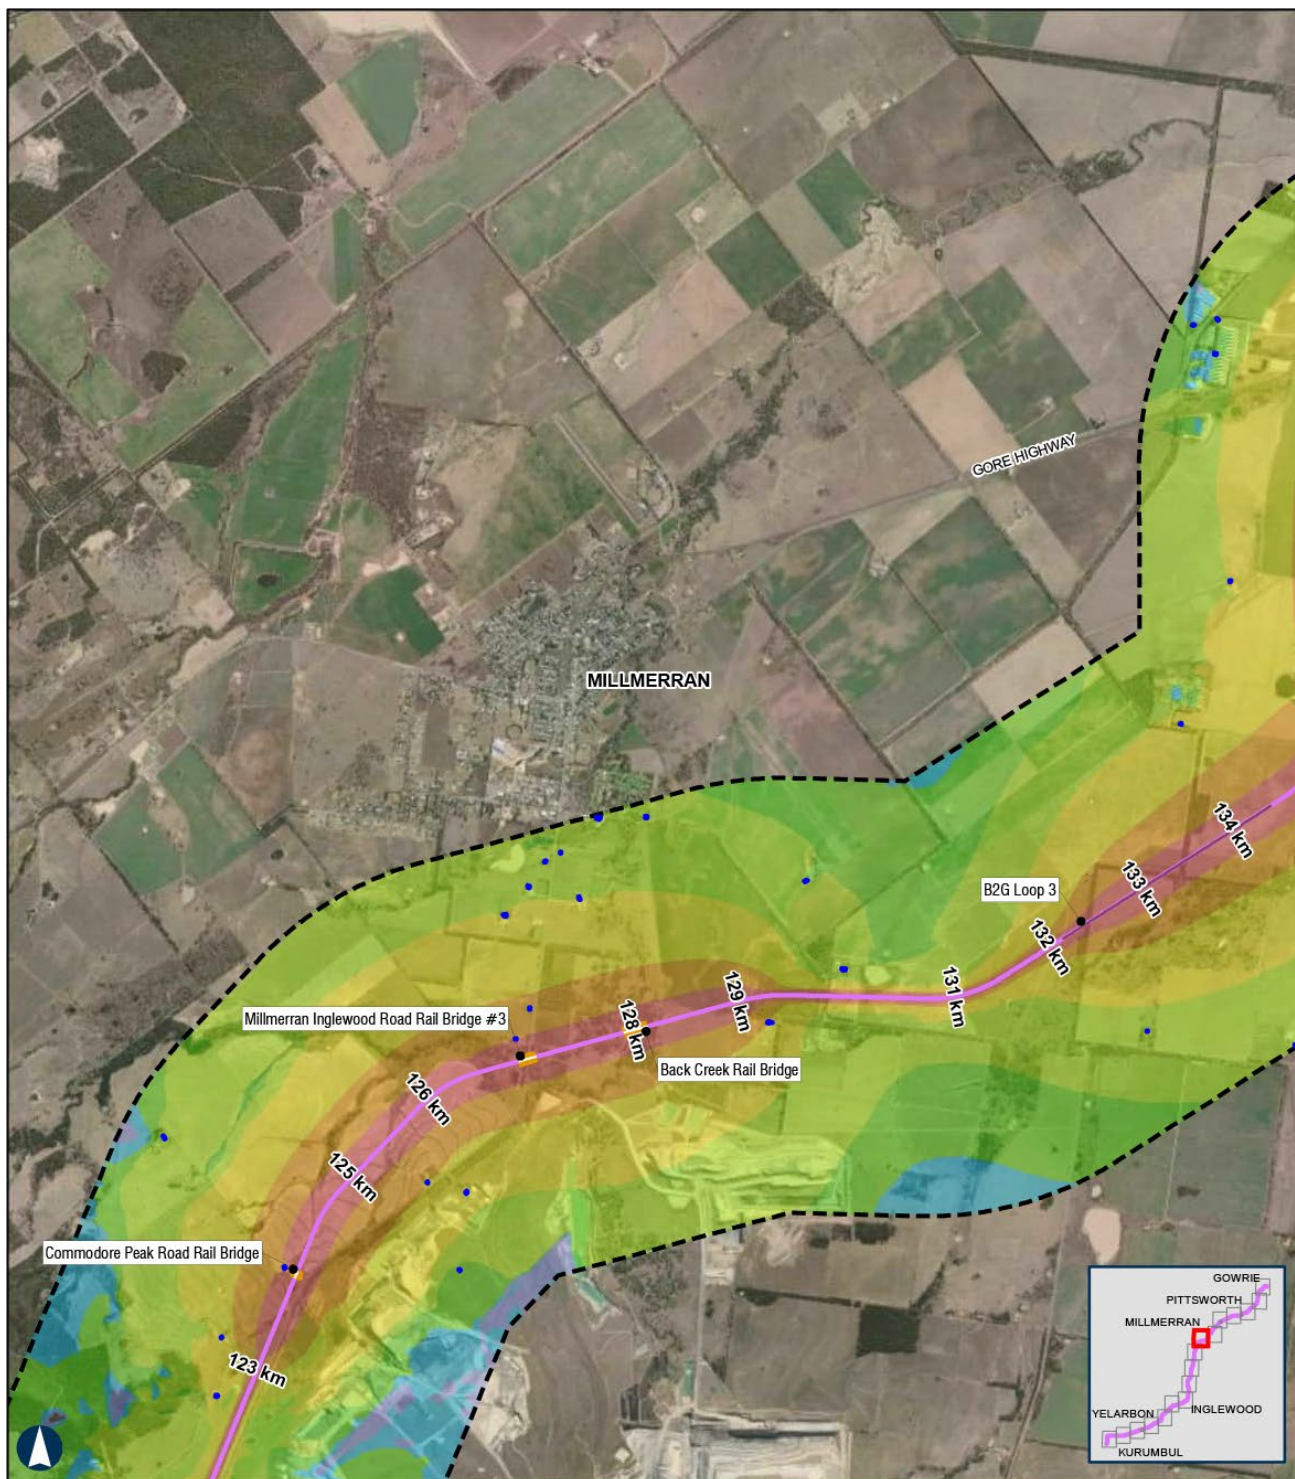 GORE HIGHWAY
MILLMERRAN
134 km
B2G Loop 3
133 km
132 km
131 km
129 km
Millmerran Inglewood Road Rail Bridge #3
128 km
Back Creek Rail Bridge
126 km
125 km
Commodore Peak Road Rail Bridge
123 km
GOWRIE
PITTSWORTH
MILLMERRAN
YELARBON
INGLEWOOD
KURUMBUL